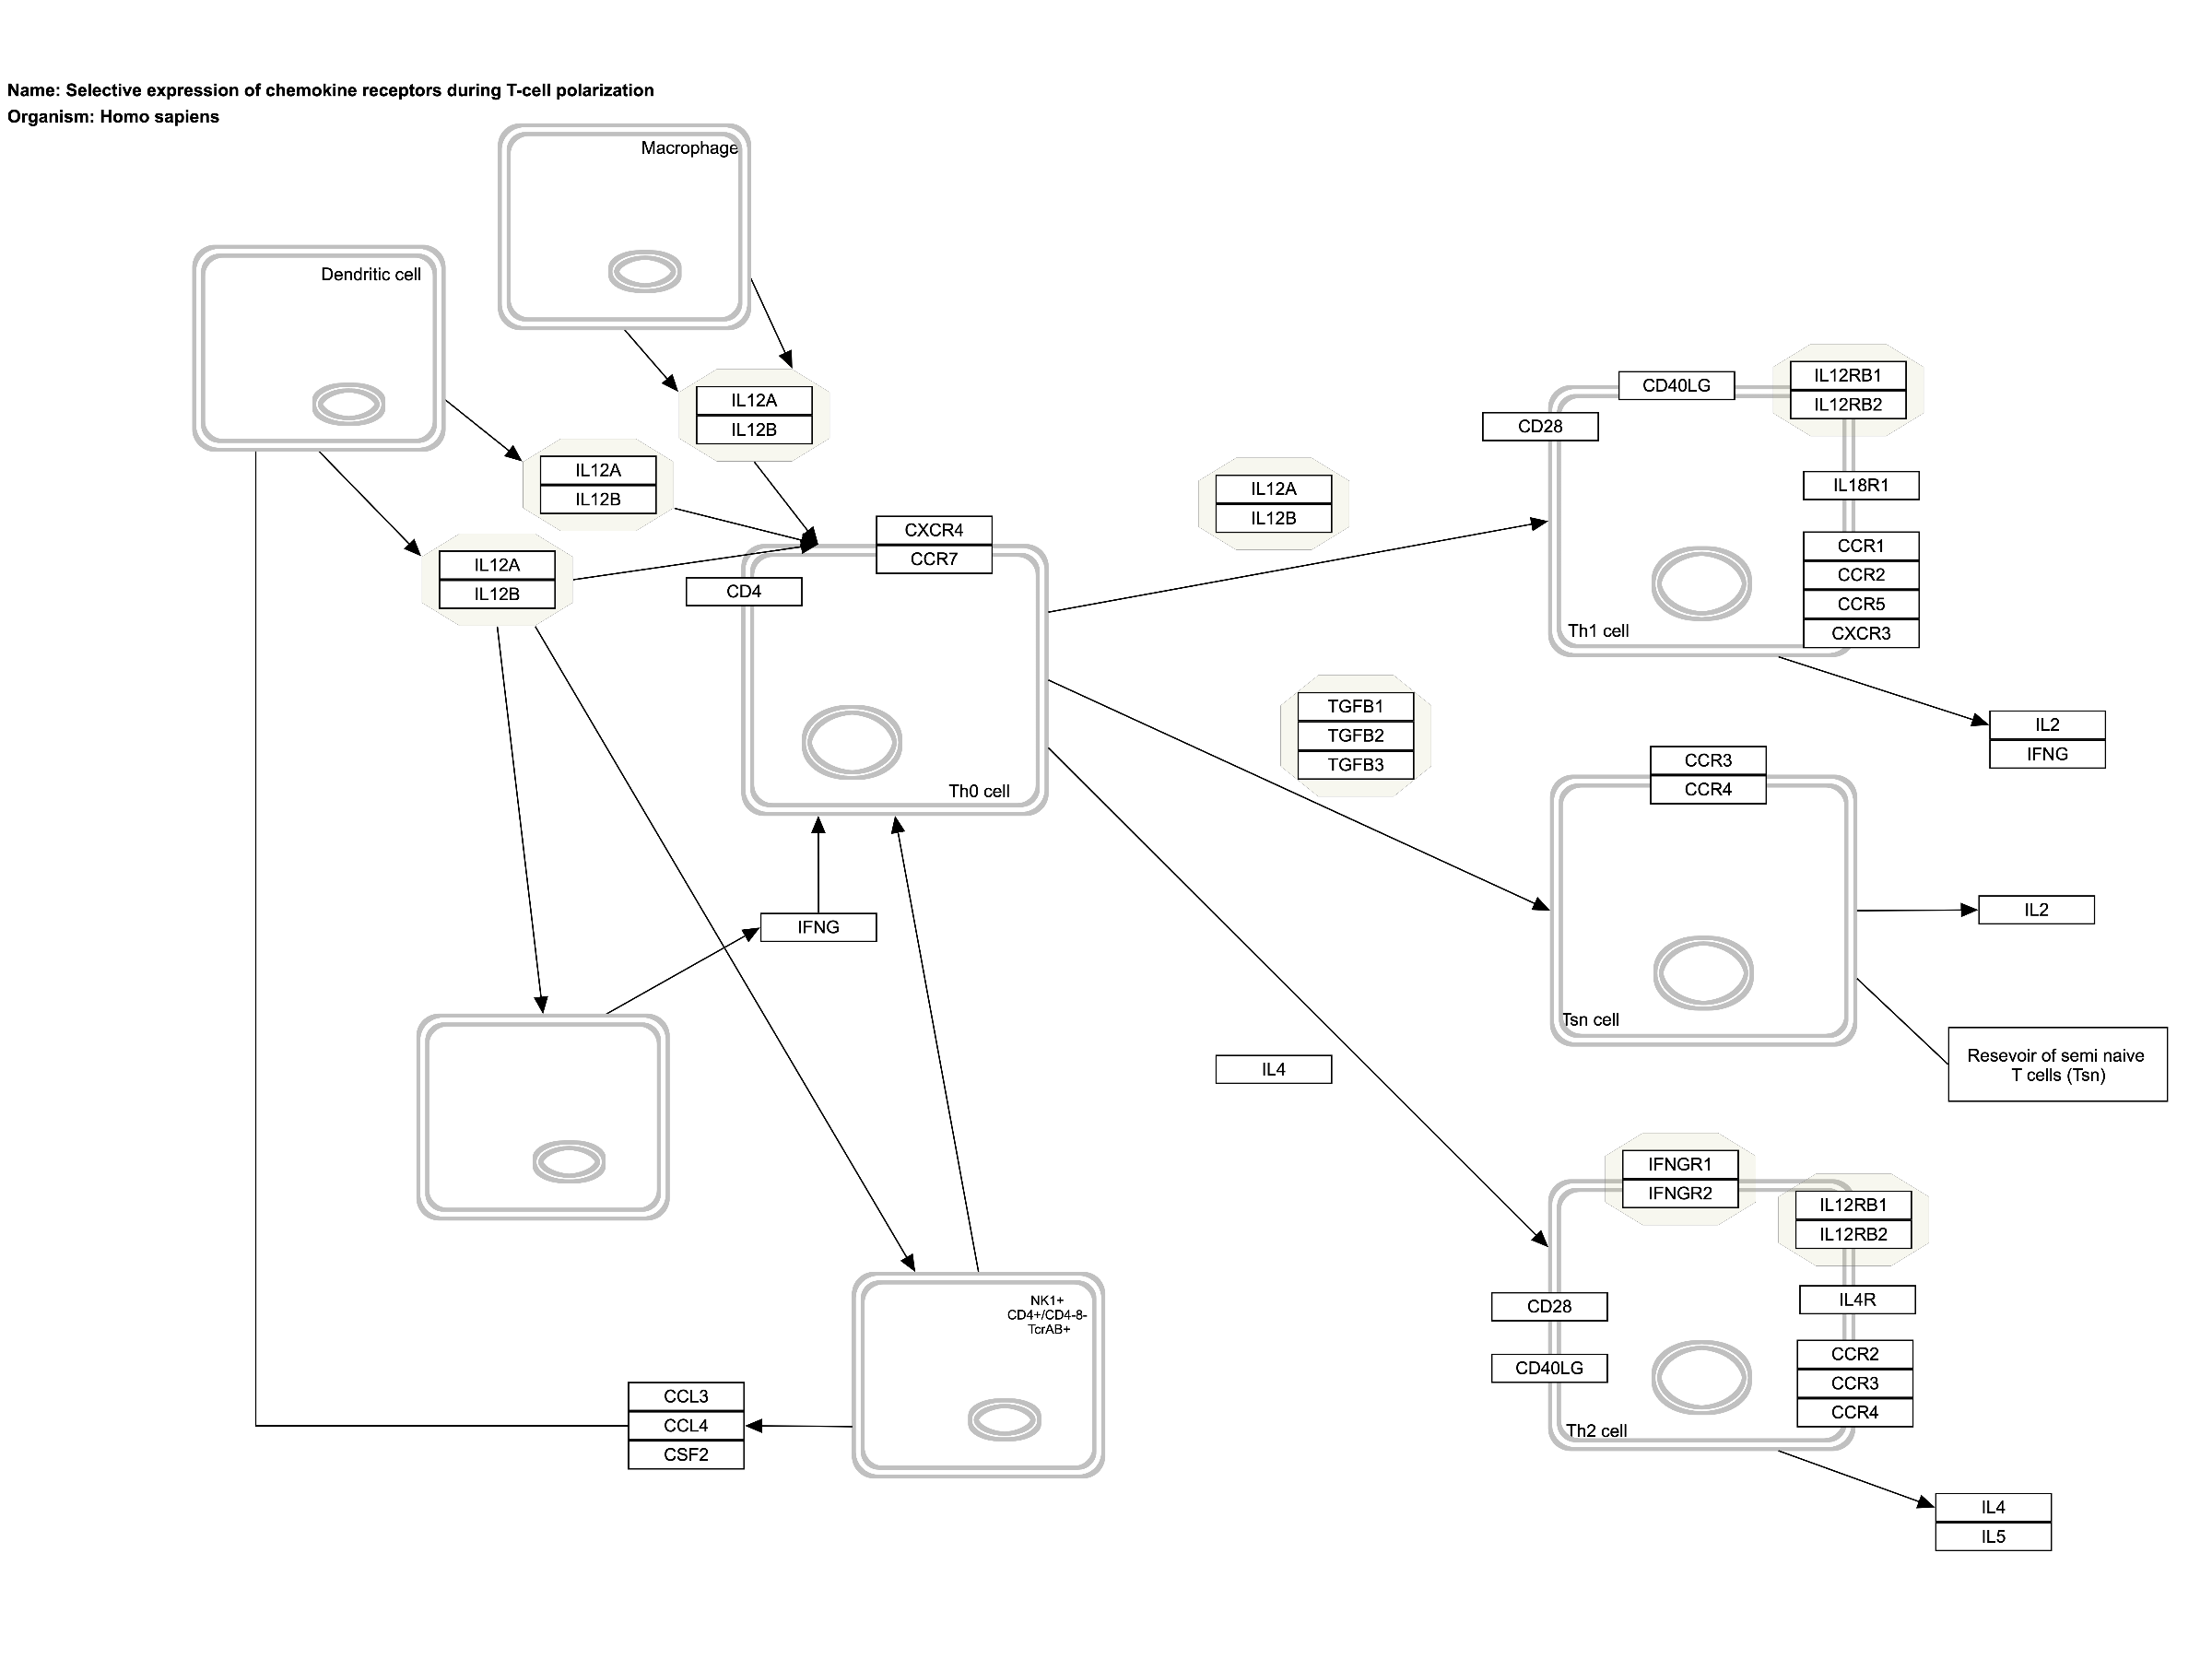 Name: Selective expression of chemokine receptors during T-cell polarization
Organism: Homo sapiens
Macrophage
Dendritic cell
IL12A
IL12B
IL12A
IL12B
IL12A
IL12B
CXCR4
CCR7
CD4
Th0 cell
IFNG
NK1+
CD4+/CD4-8-
TcrAB+
CCL3
CCL4
CSF2
IL12A
IL12B
TGFB1
TGFB2
TGFB3
IL4
CD40LG
IL12RB1
IL12RB2
CD28
IL18R1
CCR1
CCR2
CCR5
CXCR3
Th1 cell
IL2
IFNG
CCR3
CCR4
IL2
Tsn cell
Resevoir of semi naive
T cells (Tsn)
IFNGR1
IFNGR2
IL12RB1
IL12RB2
CD28
IL4R
CD40LG
CCR2
CCR3
CCR4
Th2 cell
IL4
IL5